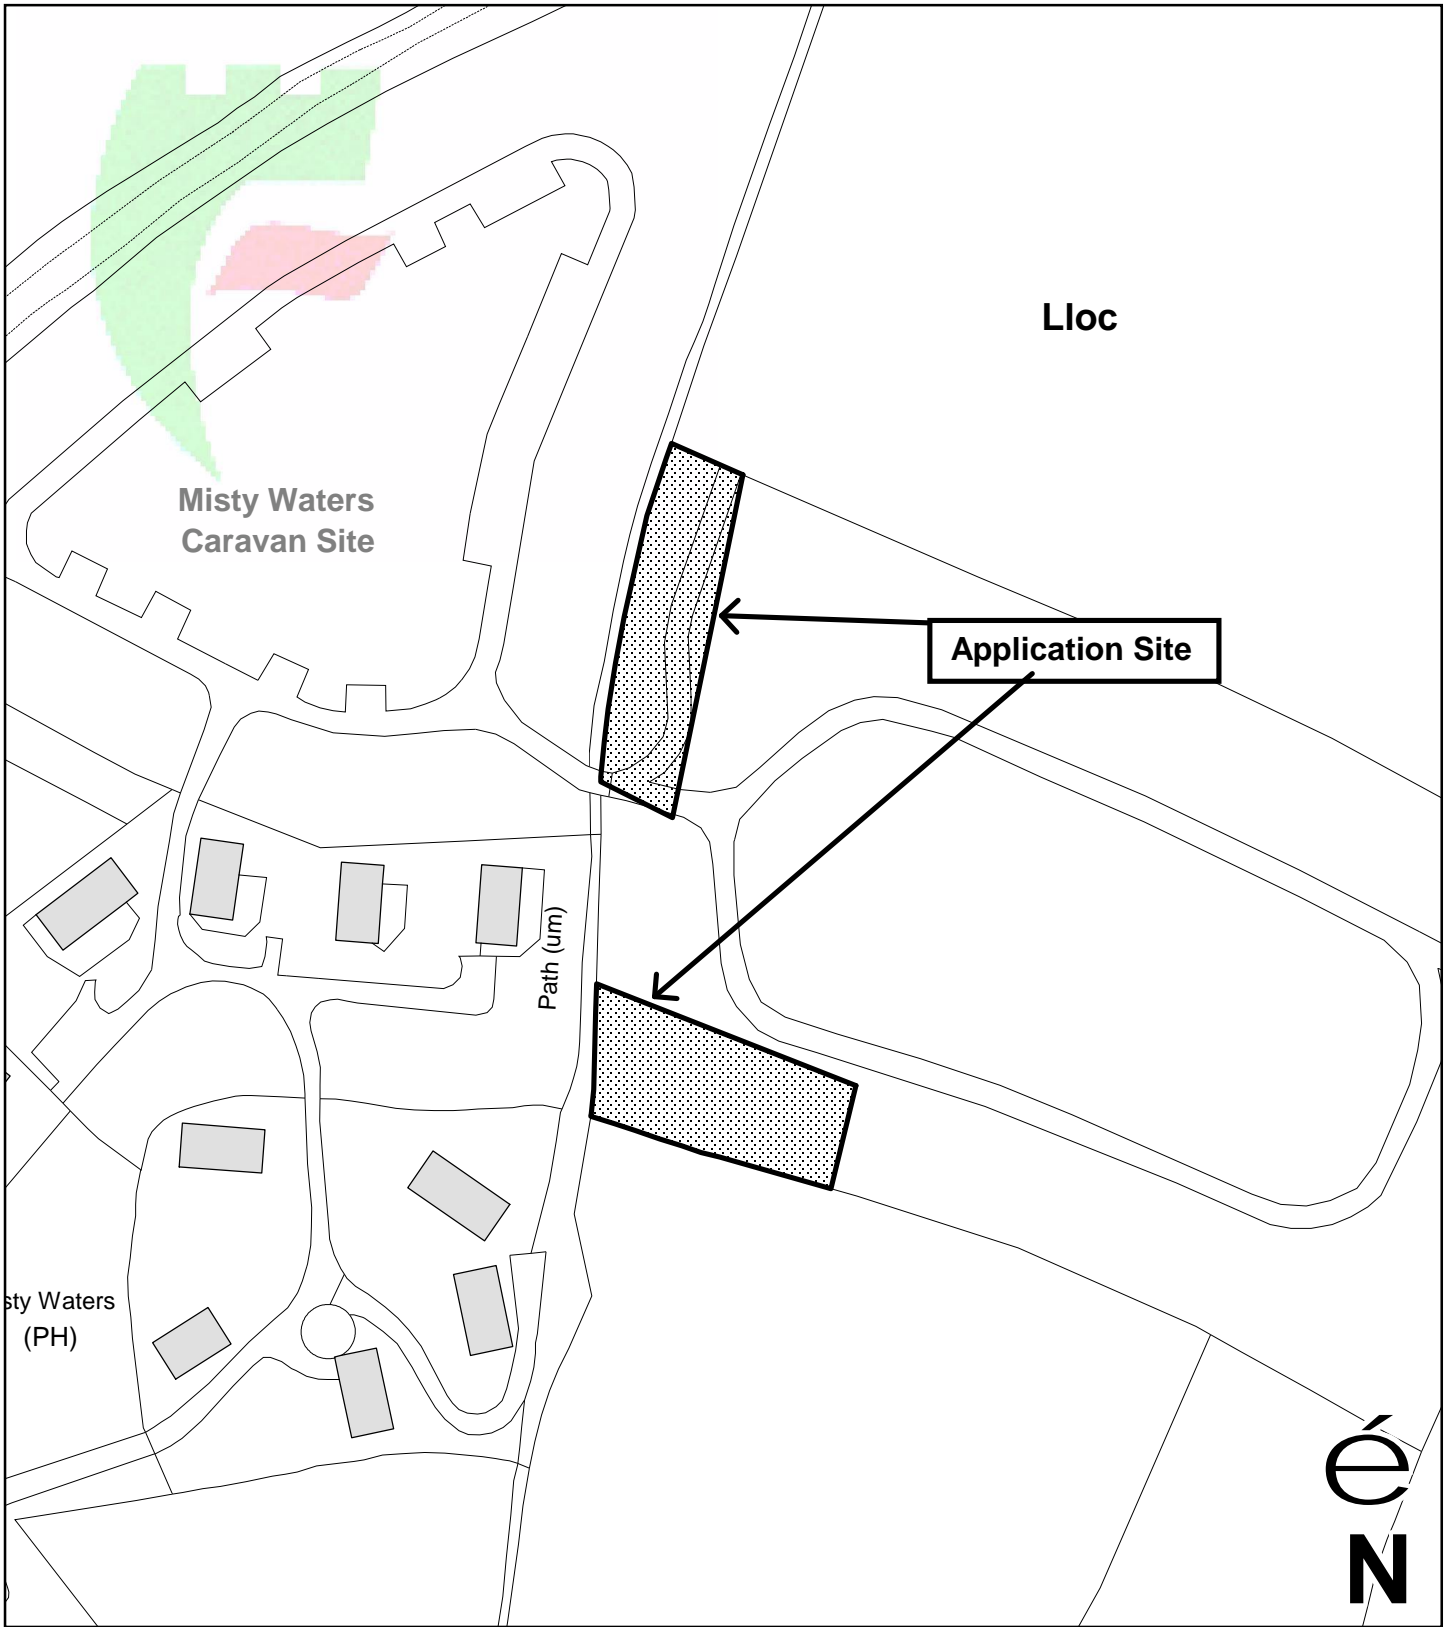 Lloc
Misty Waters
Caravan Site
Application Site
Path (um)
sty Waters
(PH)
é
N